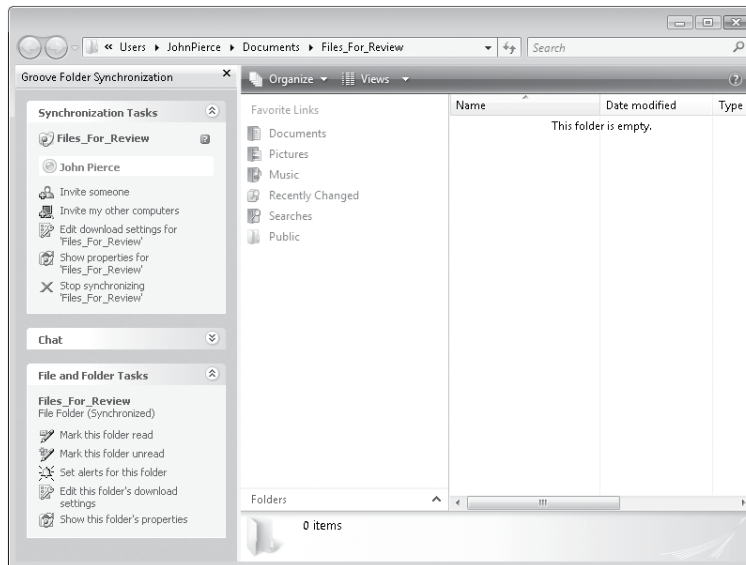 « Users ▸ JohnPierce ▸ Documents ▸ Files_For_Review
Search
Groove Folder Synchronization
Organize
Views
Synchronization Tasks
Files_For_Review
John Pierce
Invite someone
Invite my other computers
Edit download settings for
'Files_For_Review'
Show properties for
'Files_For_Review'
Stop synchronizing
'Files_For_Review'
Chat
File and Folder Tasks
Files_For_Review
File Folder (Synchronized)
Mark this folder read
Mark this folder unread
Set alerts for this folder
Edit this folder's download
settings
Show this folder's properties
Favorite Links
Documents
Pictures
Music
Recently Changed
Searches
Public
Folders
Name
Date modified
Type
This folder is empty.
0 items